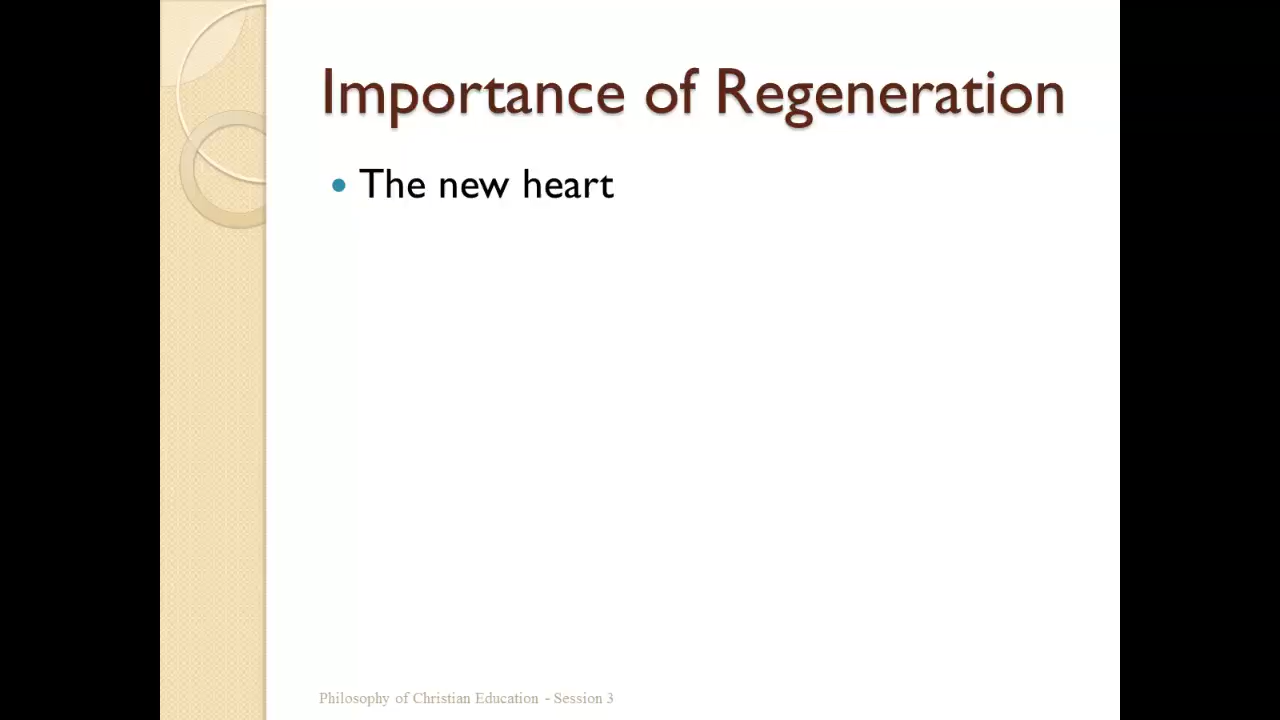 Importance of Regeneration
• The new heart
Philosophy of Christian Education - Session 3